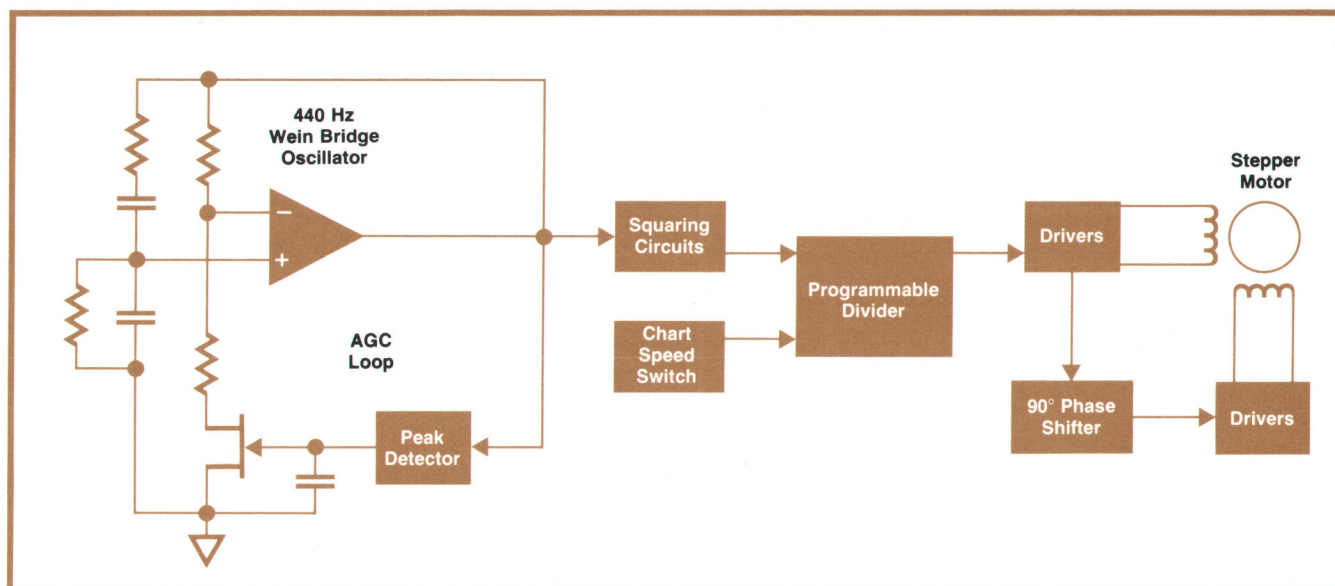 440 Hz
Wein Bridge
Oscillator
−
+
AGC
Loop
Peak
Detector
Squaring
Circuits
Chart
Speed
Switch
Programmable
Divider
Drivers
Stepper
Motor
90° Phase
Shifter
Drivers